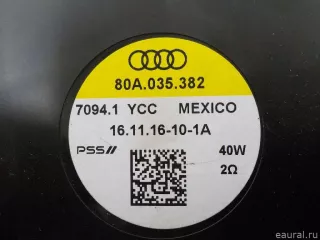 80A.035.382
7094.1 YCC MEXICO
16.11.16-10-1A
PSS// 40W
2Ω
eaural.ru